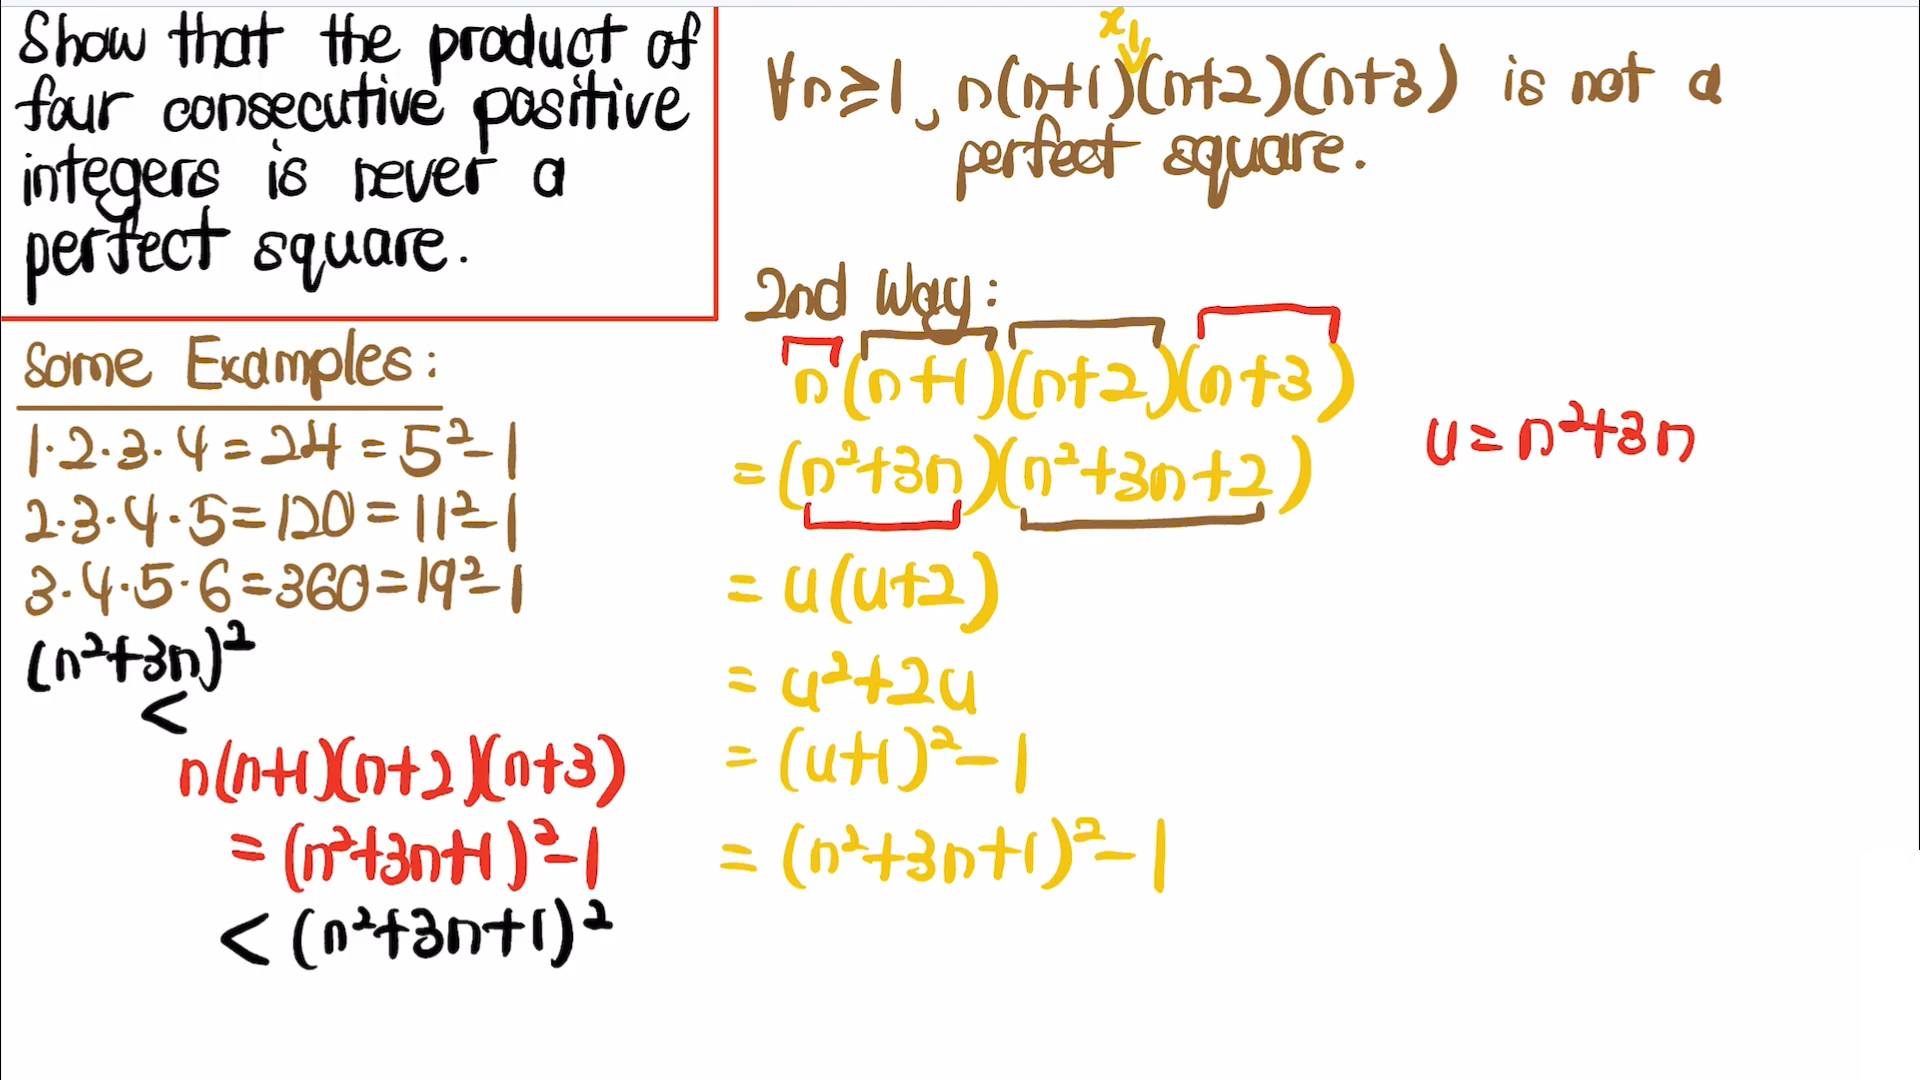 Show that the product of
four consecutive positive
integers is never a
perfect square.
Some Examples:
1·2·3·4=24=5²-1
2·3·4·5=120=11²-1
3·4·5·6=360=19²-1
(n²+3n)²
<
n(n+1)(n+2)(n+3)
=(n²+3n+1)²-1
<(n²+3n+1)²
x
∀n≥1, n(n+1)(n+2)(n+3) is not a
perfect square.
2nd Way:
n(n+1)(n+2)(n+3)
=(n²+3n)(n²+3n+2)
u=n²+3n
=u(u+2)
=u²+2u
=(u+1)²-1
=(n²+3n+1)²-1